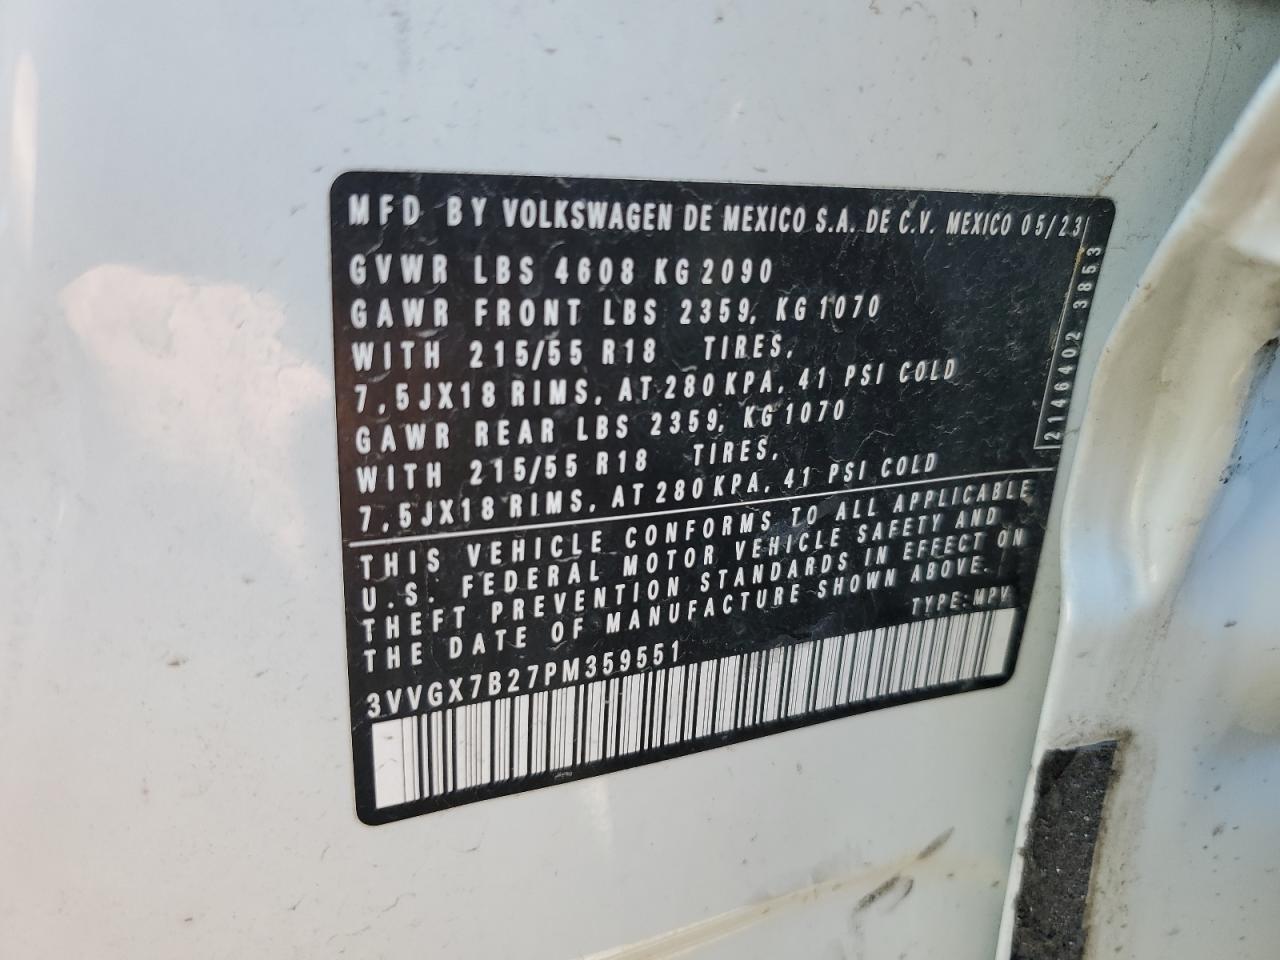 MFD BY VOLKSWAGEN DE MEXICO S.A. DE C.V. MEXICO 05/23
GVWR LBS 4608 KG 2090
GAWR FRONT LBS 2359, KG 1070
WITH 215/55 R18 TIRES,
7,5JX18 RIMS, AT 280 KPA, 41 PSI COLD
GAWR REAR LBS 2359, KG 1070
WITH 215/55 R18 TIRES,
7,5JX18 RIMS, AT 280 KPA, 41 PSI COLD
2146402 3853
THIS VEHICLE CONFORMS TO ALL APPLICABLE
U.S. FEDERAL MOTOR VEHICLE SAFETY AND
THEFT PREVENTION STANDARDS IN EFFECT ON
THE DATE OF MANUFACTURE SHOWN ABOVE.
TYPE: MPV
3VVGX7B27PM359551